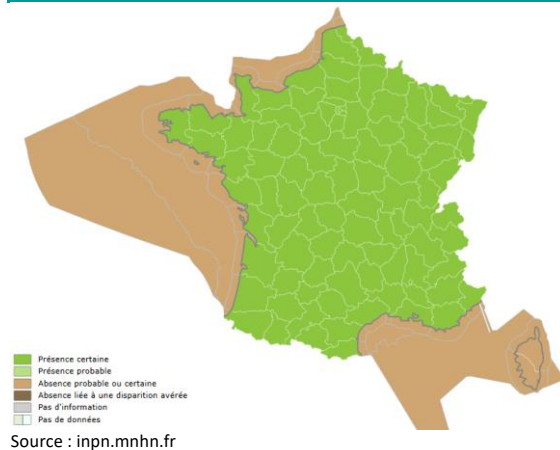 Présence certaine
Présence probable
Absence probable ou certaine
Absence liée à une disparition avérée
Pas d'information
Pas de données
Source : inpn.mnhn.fr